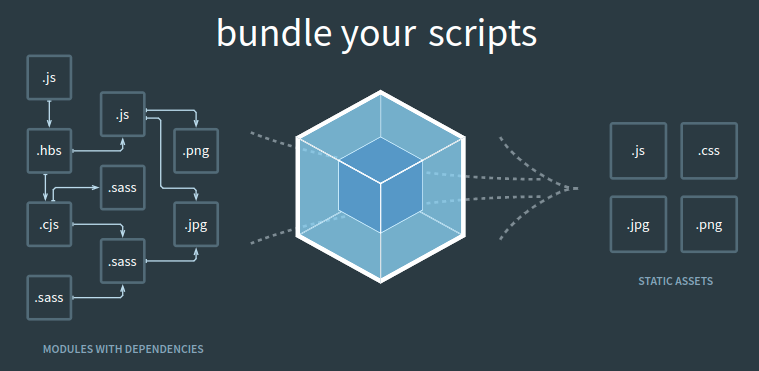 bundle your scripts
.js
.js
.hbs
.png
.sass
.cjs
.jpg
.sass
.sass
MODULES WITH DEPENDENCIES
.js
.css
.jpg
.png
STATIC ASSETS